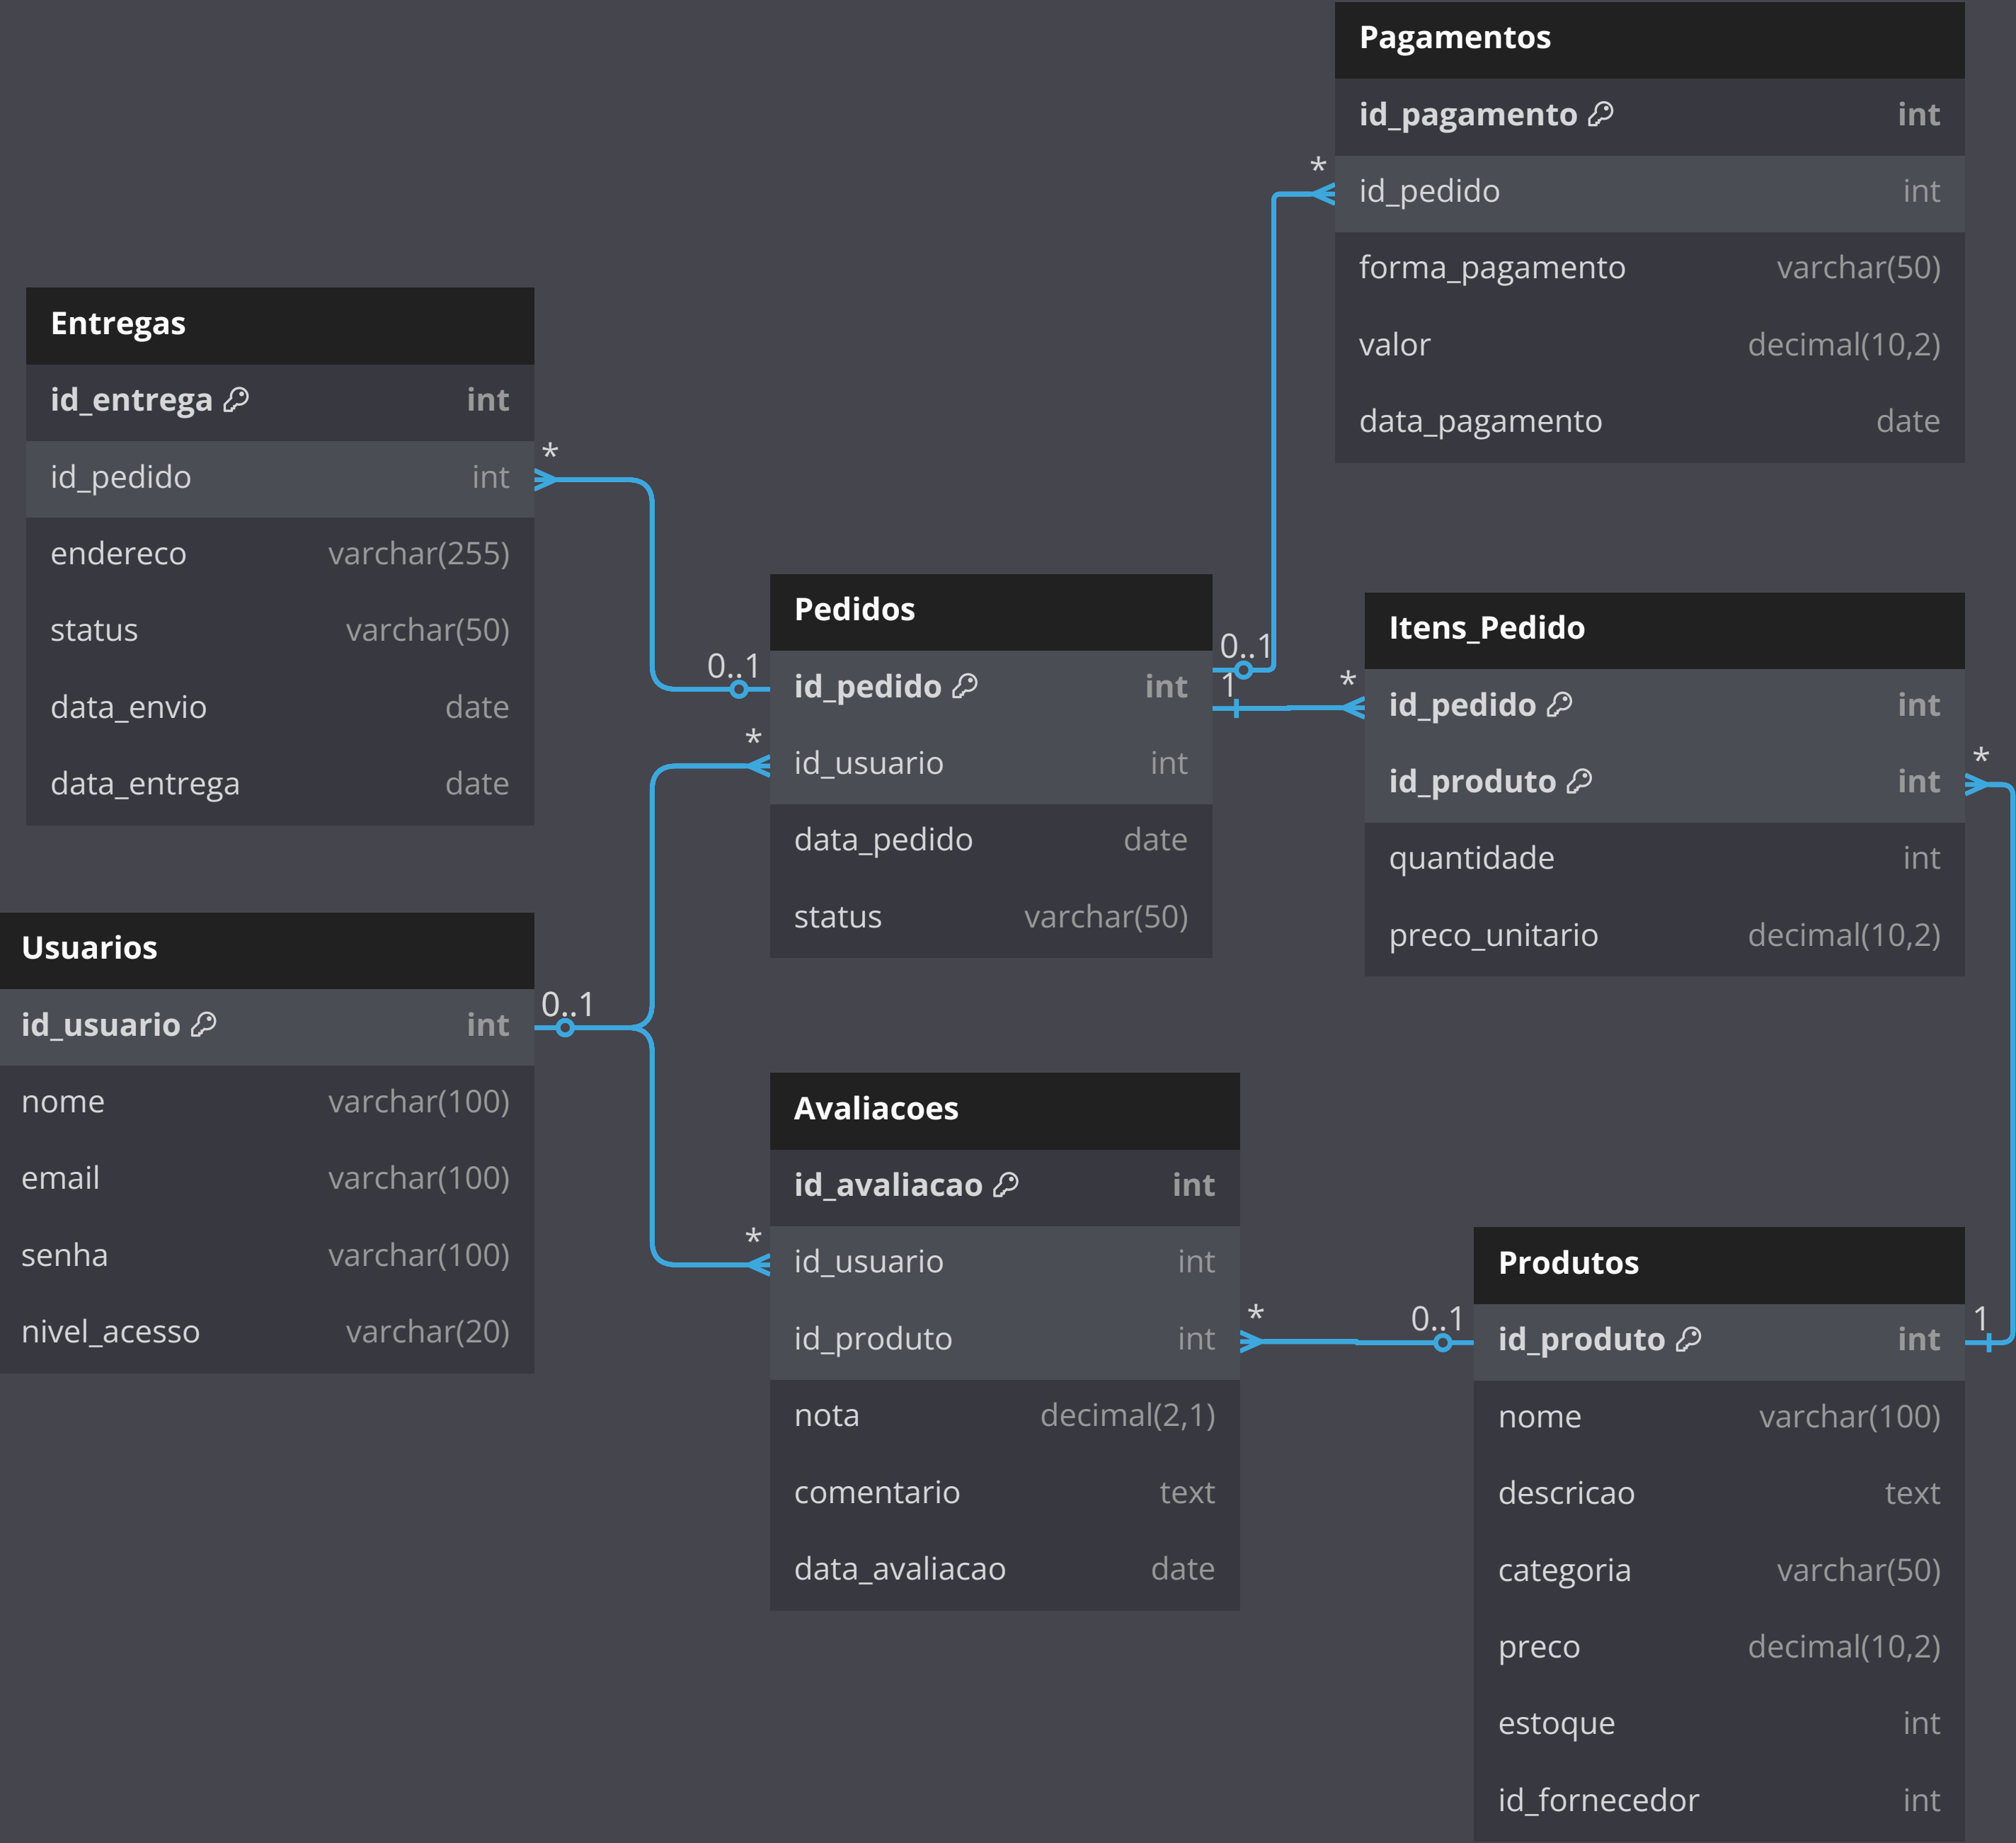 Pagamentos
id_pagamento int
*
id_pedido int
forma_pagamento varchar(50)
valor decimal(10,2)
data_pagamento date
Entregas
id_entrega int
*
id_pedido int
endereco varchar(255)
status varchar(50)
data_envio date
data_entrega date
Pedidos
0..1
id_pedido int
0..1
1
*
id_usuario int
data_pedido date
status varchar(50)
Itens_Pedido
*
id_pedido int
*
id_produto int
quantidade int
preco_unitario decimal(10,2)
Usuarios
0..1
id_usuario int
nome varchar(100)
email varchar(100)
senha varchar(100)
nivel_acesso varchar(20)
Avaliacoes
id_avaliacao int
*
id_usuario int
*
id_produto int
nota decimal(2,1)
comentario text
data_avaliacao date
Produtos
0..1
1
id_produto int
nome varchar(100)
descricao text
categoria varchar(50)
preco decimal(10,2)
estoque int
id_fornecedor int